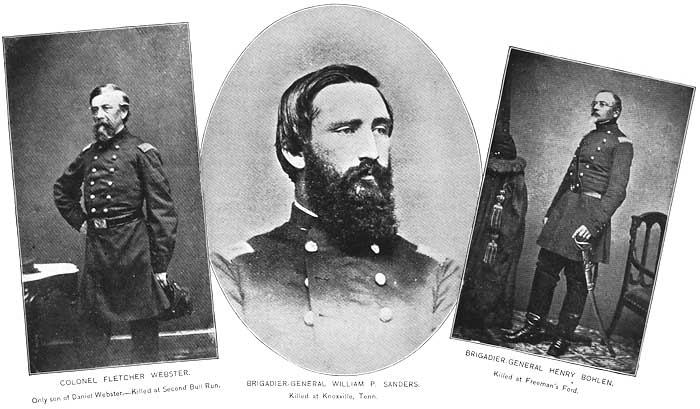 COLONEL FLETCHER WEBSTER.
Only son of Daniel Webster.—Killed at Second Bull Run.
BRIGADIER-GENERAL WILLIAM P. SANDERS.
Killed at Knoxville, Tenn.
BRIGADIER-GENERAL HENRY BOHLEN,
Killed at Freeman's Ford.